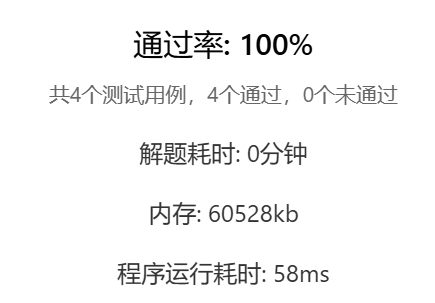 通过率: 100%
共4个测试用例，4个通过，0个未通过
解题耗时: 0分钟
内存: 60528kb
程序运行耗时: 58ms